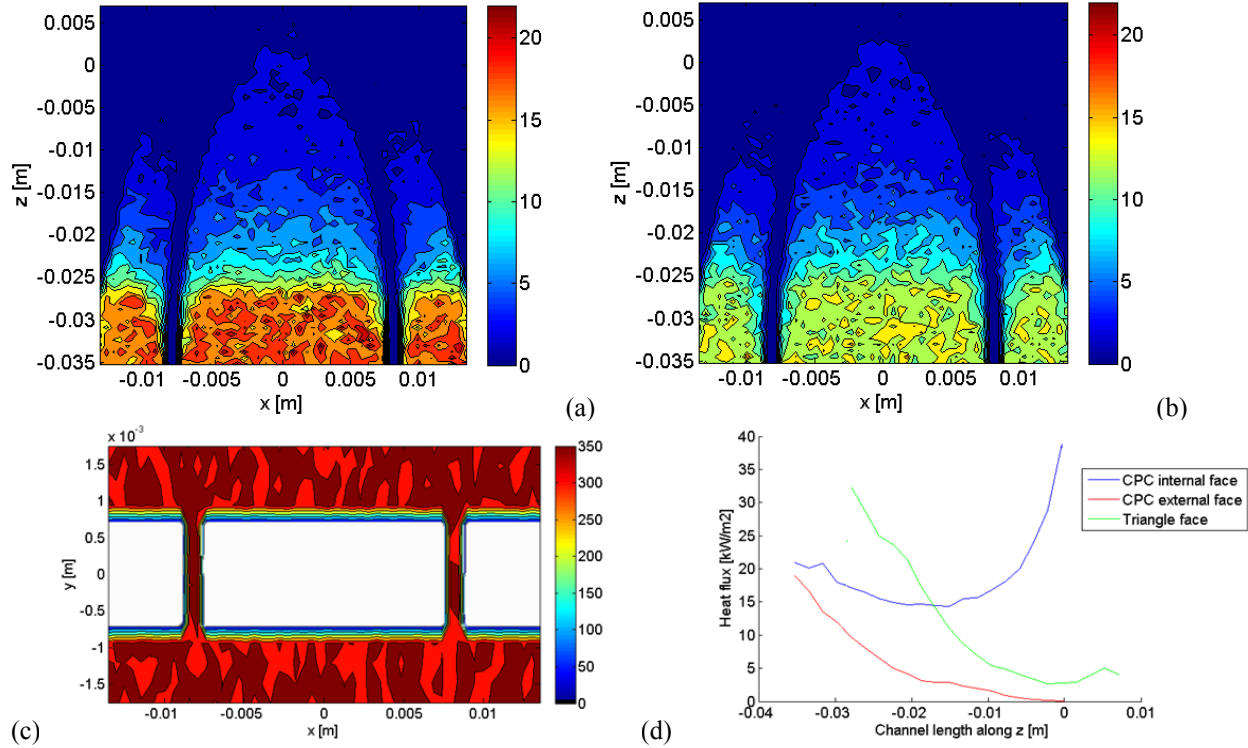 0
-0.005
-0.01
-0.015
-0.02
-0.025
-0.03
-0.035
z [m]
-0.01 -0.005 0 0.005 0.01
x [m]
20
15
10
5
0
(a)
0
-0.005
-0.01
-0.015
-0.02
-0.025
-0.03
-0.035
z [m]
-0.01 -0.005 0 0.005 0.01
x [m]
20
15
10
5
0
(b)
x 10⁻³
1.5
1
0.5
0
-0.5
-1
-1.5
y [m]
-0.01 -0.005 0 0.005 0.01
x [m]
350
300
250
200
150
100
50
0
(c)
40
35
30
25
20
15
10
5
0
Heat flux [kW/m2]
-0.04 -0.03 -0.02 -0.01 0 0.01
Channel length along z [m]
CPC internal face
CPC external face
Triangle face
(d)